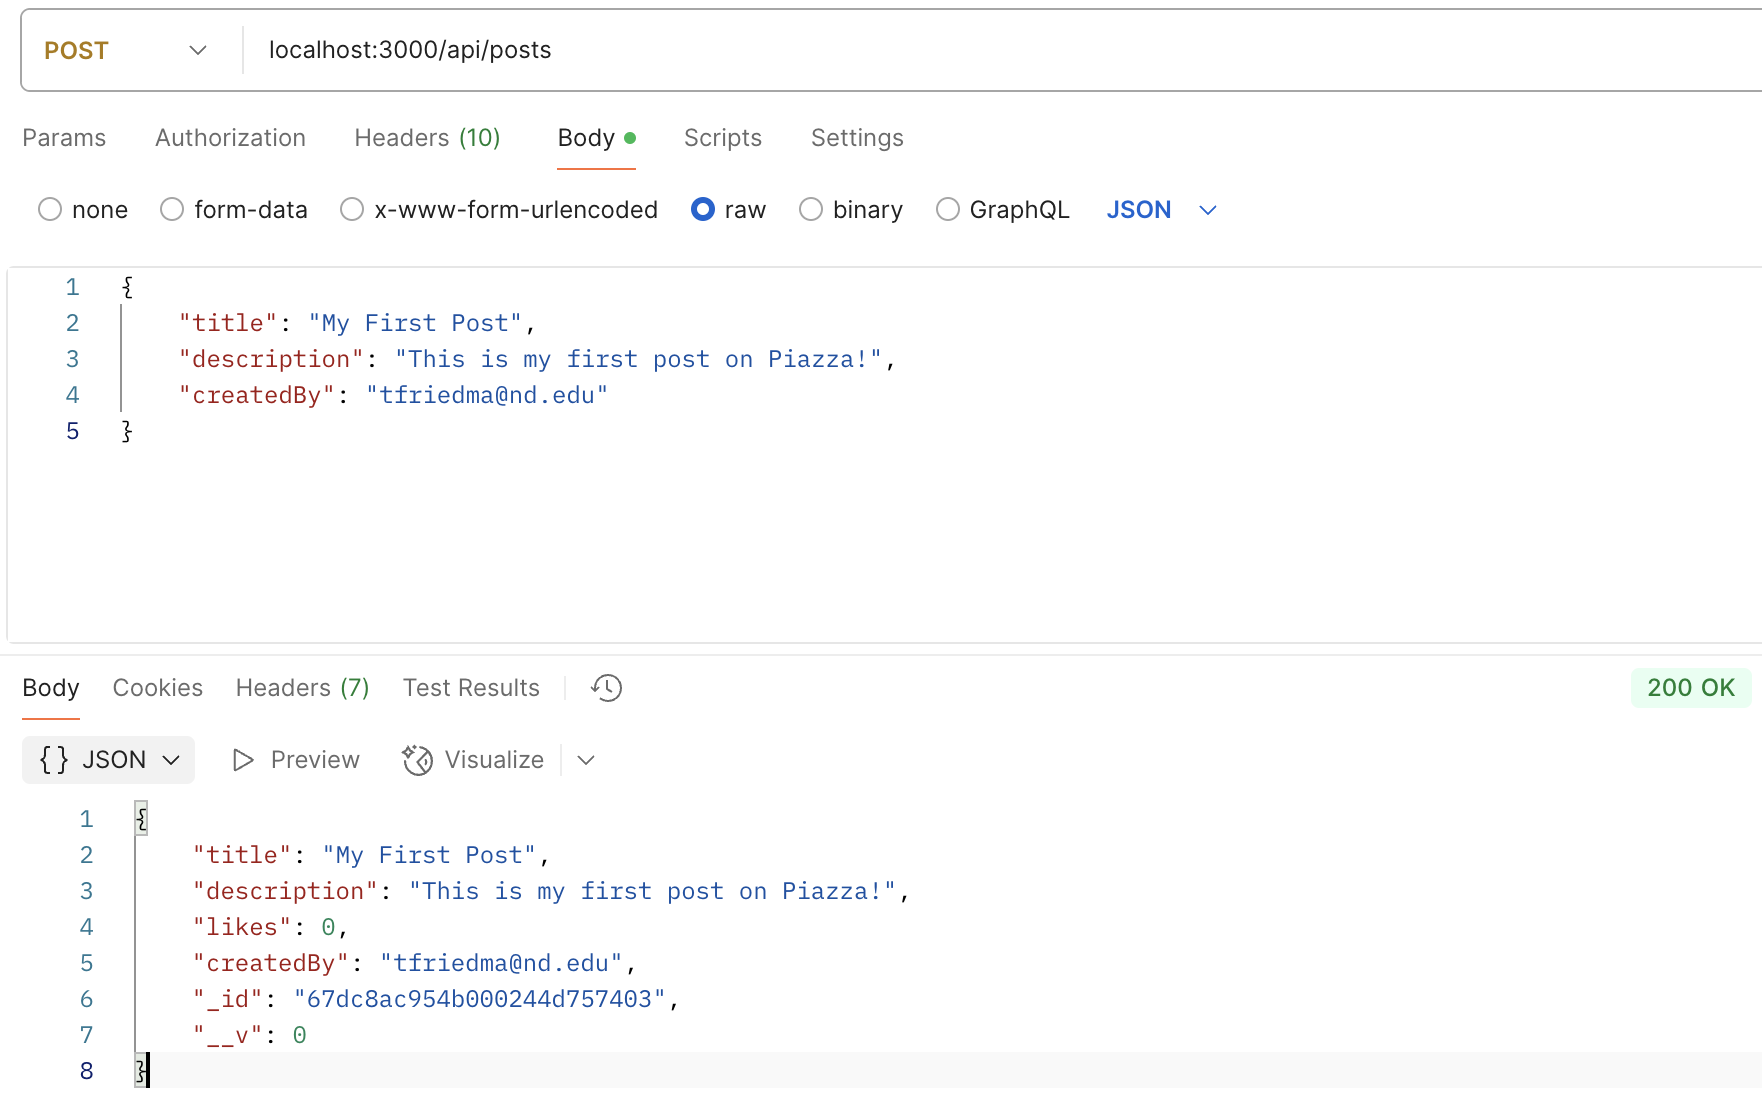 POST localhost:3000/api/posts
Params Authorization Headers (10) Body Scripts Settings
none form-data x-www-form-urlencoded raw binary GraphQL JSON
1 {
2 "title": "My First Post",
3 "description": "This is my first post on Piazza!",
4 "createdBy": "tfriedma@nd.edu"
5 }
Body Cookies Headers (7) Test Results 200 OK
{} JSON Preview Visualize
1 {
2 "title": "My First Post",
3 "description": "This is my first post on Piazza!",
4 "likes": 0,
5 "createdBy": "tfriedma@nd.edu",
6 "_id": "67dc8ac954b000244d757403",
7 "__v": 0
8 }